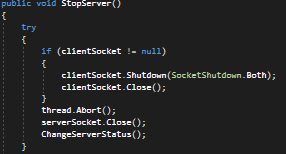 public void StopServer()
{
try
{
if (clientSocket != null)
{
clientSocket.Shutdown(SocketShutdown.Both);
clientSocket.Close();
}
thread.Abort();
serverSocket.Close();
ChangeServerStatus();
}